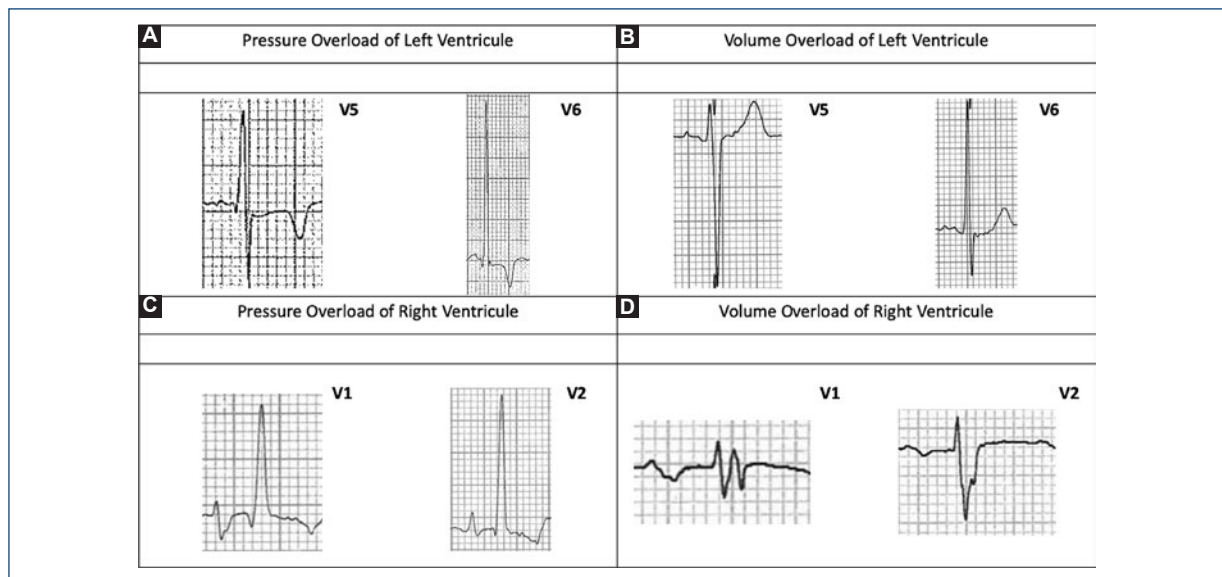 A
Pressure Overload of Left Ventricule
B
Volume Overload of Left Ventricule
V5
V6
V5
V6
C
Pressure Overload of Right Ventricule
D
Volume Overload of Right Ventricule
V1
V2
V1
V2